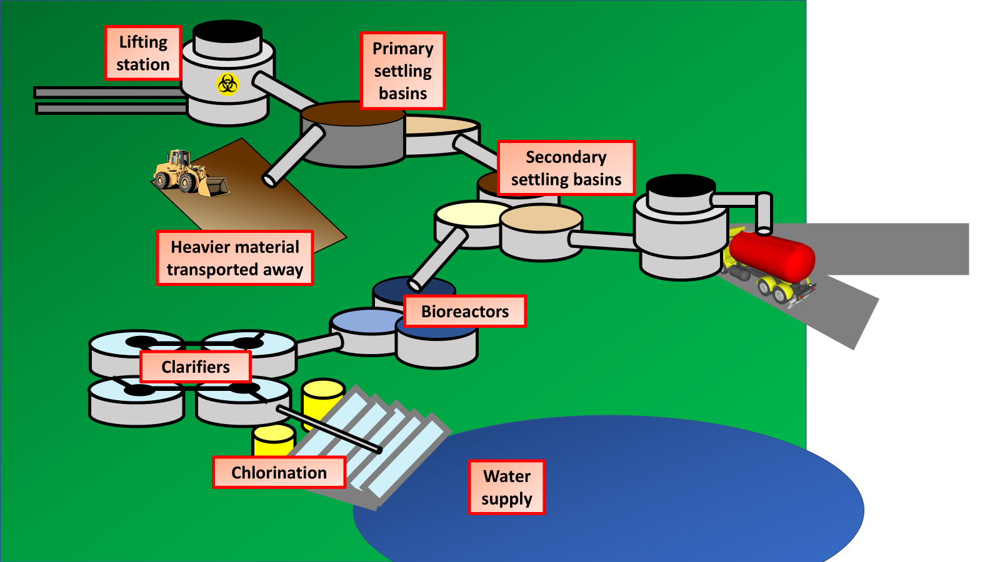 Lifting
station
Primary
settling
basins
Secondary
settling basins
Heavier material
transported away
Bioreactors
Clarifiers
Chlorination
Water
supply